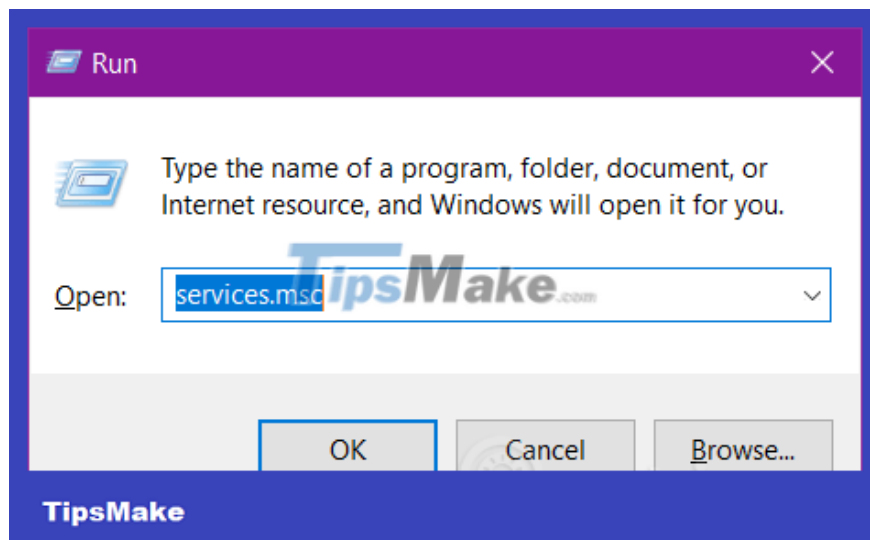 Run
Type the name of a program, folder, document, or
Internet resource, and Windows will open it for you.
TipsMake.com
Open: services.msc
OK Cancel Browse...
TipsMake